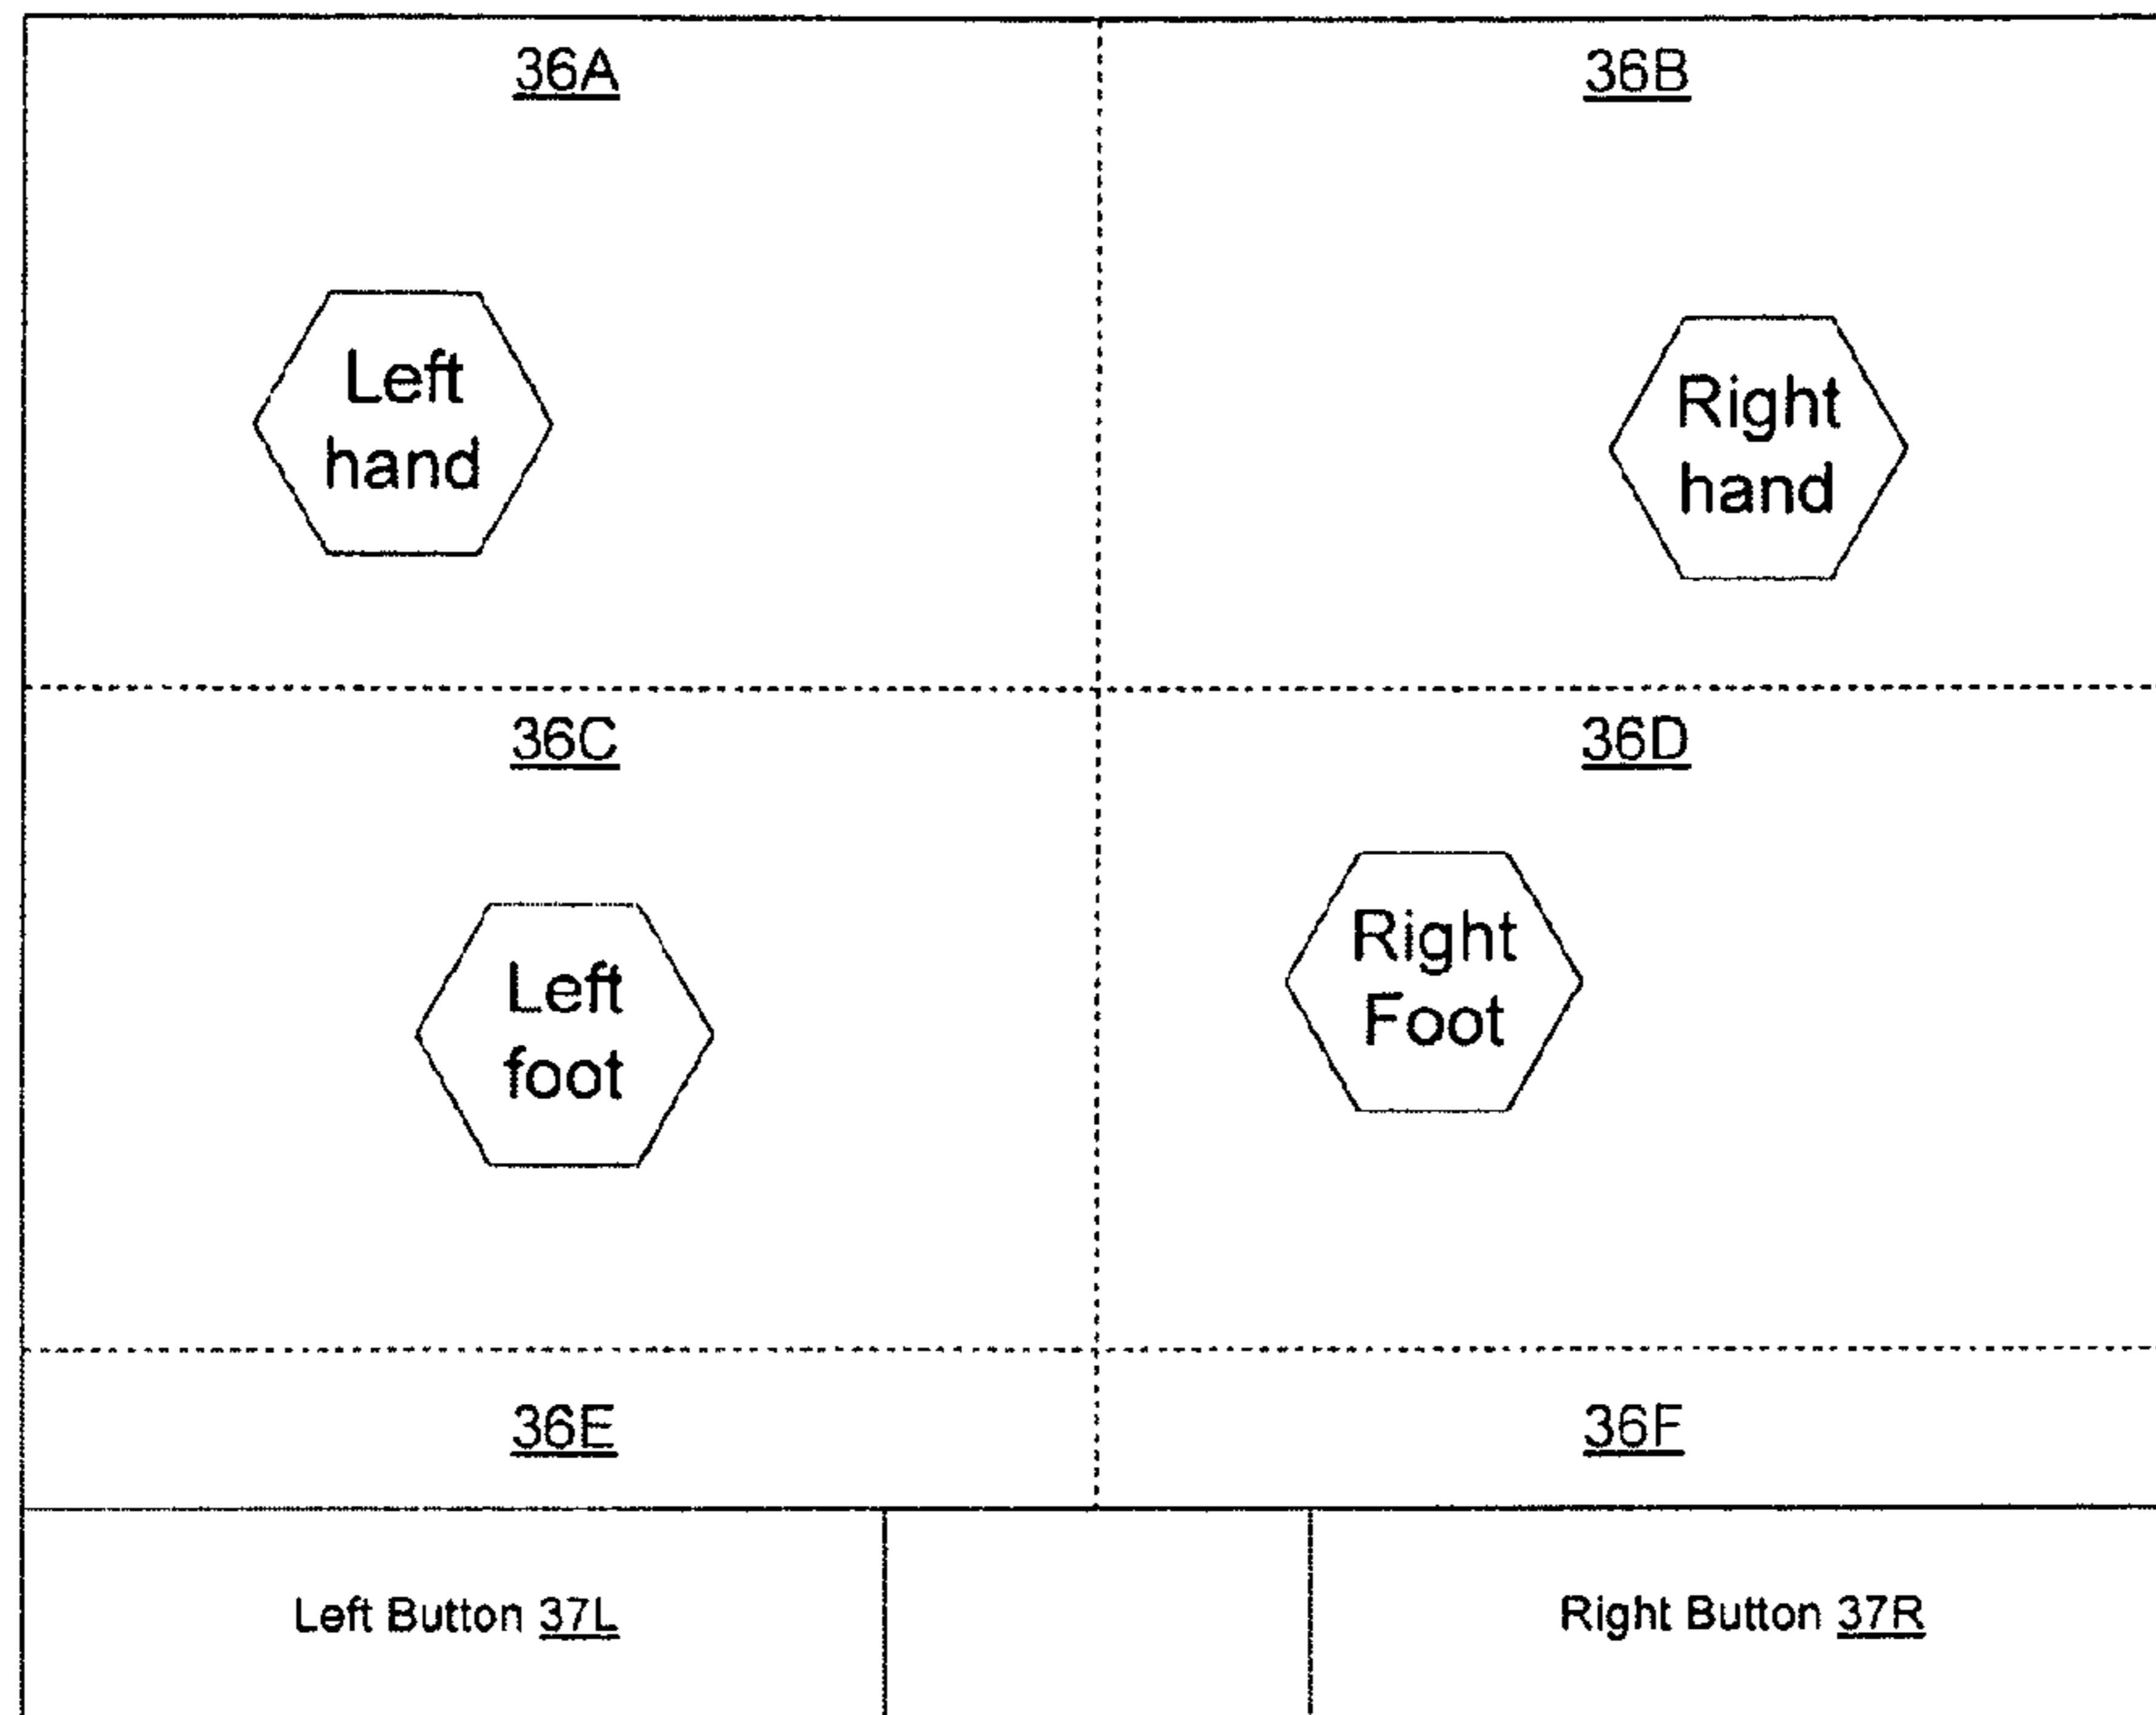 36A
36B
Left
hand
Right
hand
36C
36D
Left
foot
Right
Foot
36E
36F
Left Button 37L
Right Button 37R